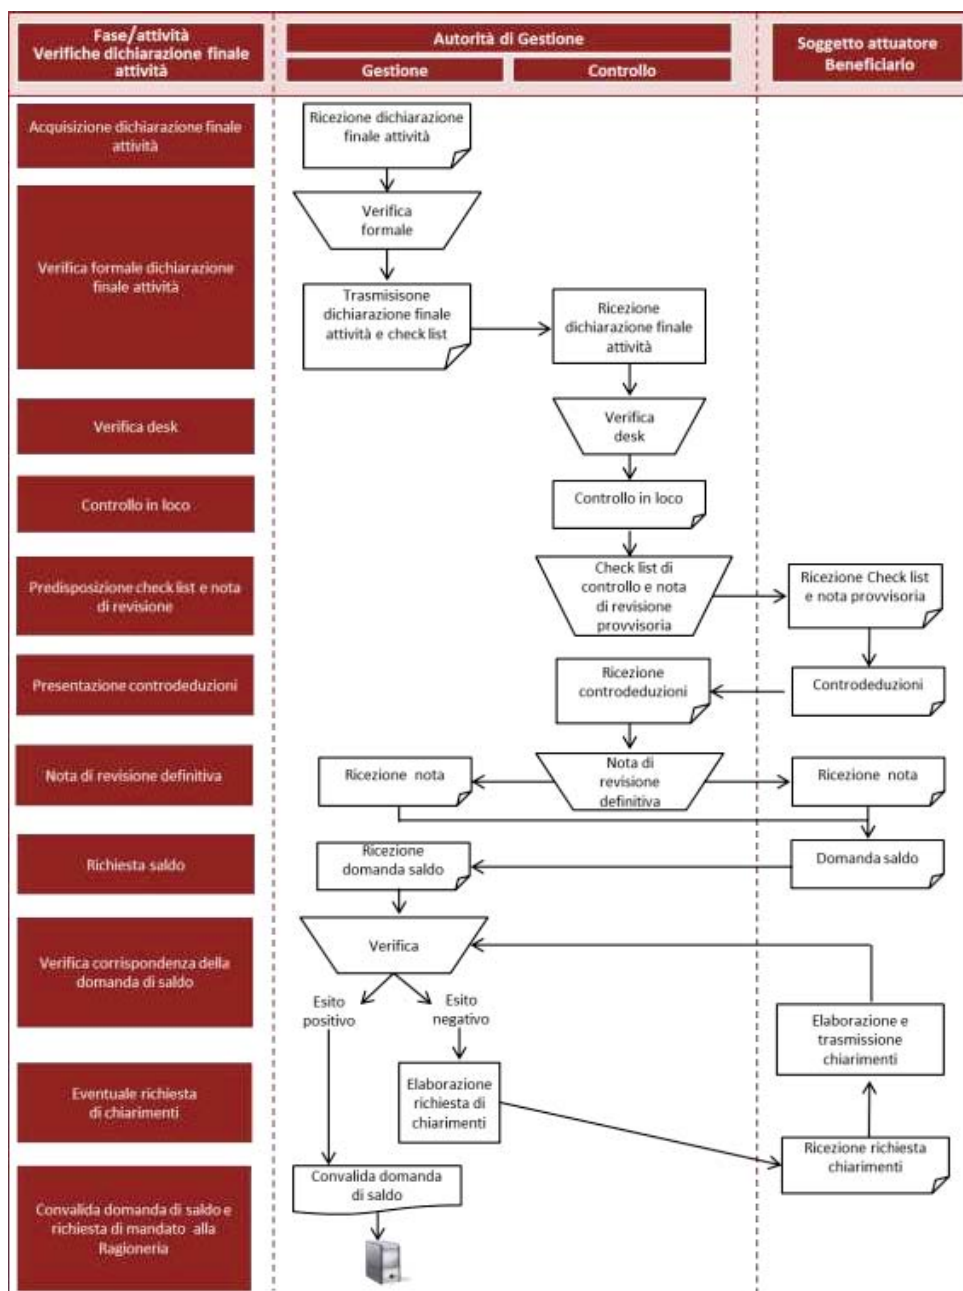 Fase/attività
Verifiche dichiarazione finale
attività
Autorità di Gestione
Gestione
Controllo
Soggetto attuatore
Beneficiario
Acquisizione dichiarazione finale
attività
Ricezione dichiarazione
finale attività
Verifica formale dichiarazione
finale attività
Verifica
formale
Trasmisisone
dichiarazione finale
attività e check list
Ricezione
dichiarazione finale
attività
Verifica desk
Verifica
desk
Controllo in loco
Controllo in loco
Predisposizione check list e nota
di revisione
Check list di
controllo e nota
di revisione
provvisoria
Ricezione Check list
e nota provvisoria
Presentazione controdeduzioni
Ricezione
controdeduzioni
Controdeduzioni
Nota di revisione definitiva
Ricezione nota
Nota di
revisione
definitiva
Ricezione nota
Richiesta saldo
Ricezione
domanda saldo
Domanda saldo
Verifica corrispondenza della
domanda di saldo
Verifica
Esito
positivo
Esito
negativo
Elaborazione e
trasmissione
chiarimenti
Eventuale richiesta
di chiarimenti
Elaborazione
richiesta di
chiarimenti
Ricezione richiesta
chiarimenti
Convalida domanda di saldo e
richiesta di mandato alla
Ragioneria
Convalida domanda
di saldo